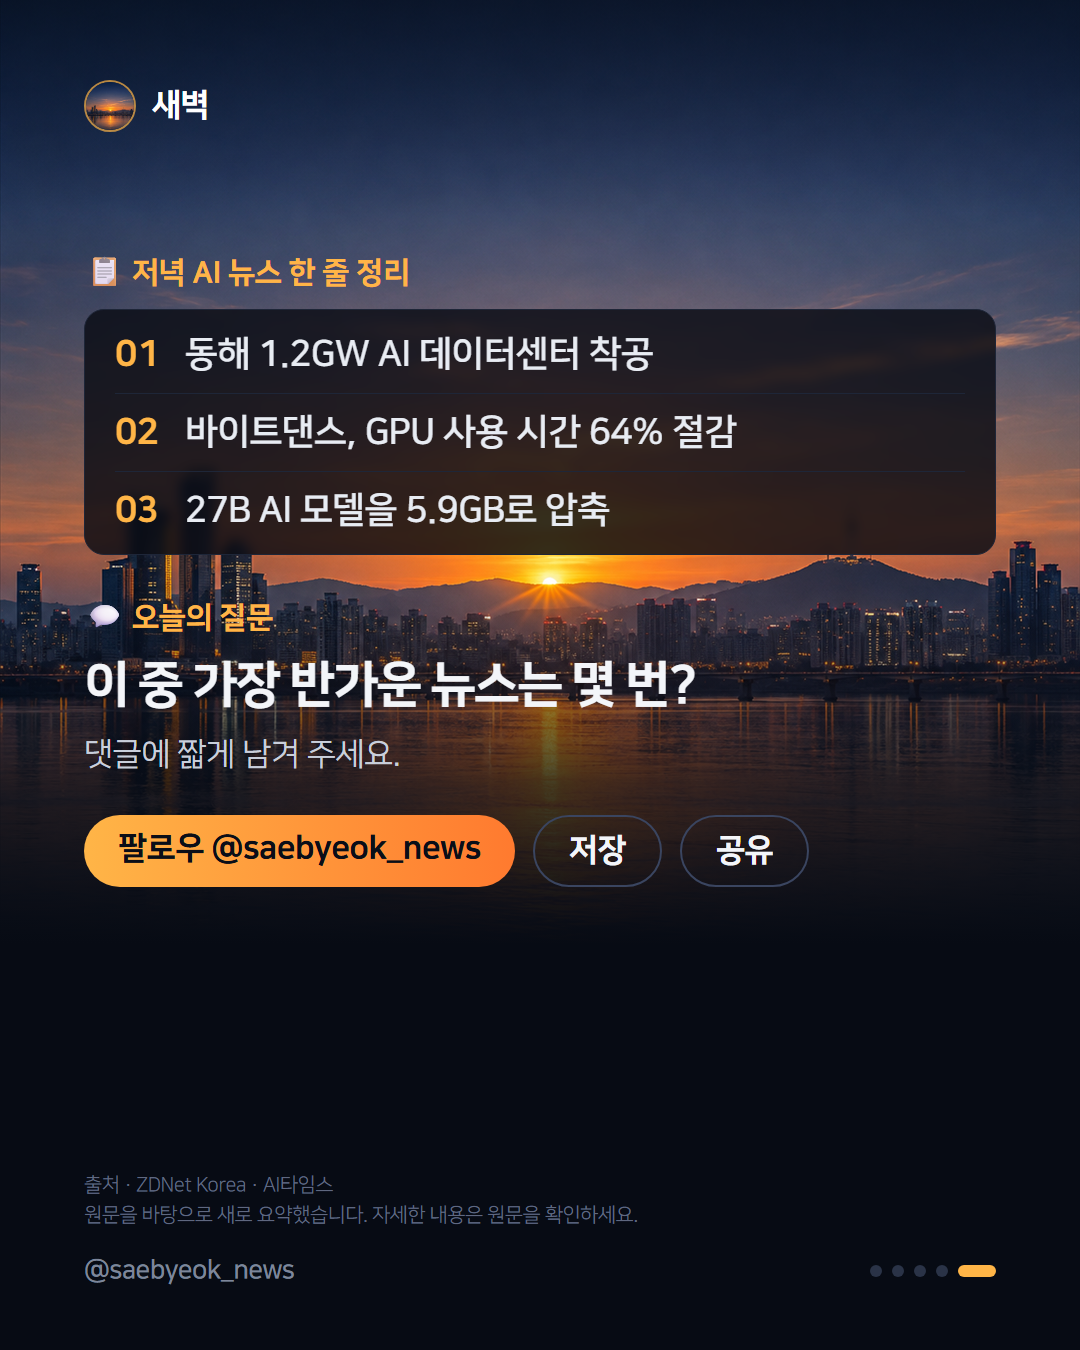 새벽
저녁 AI 뉴스 한 줄 정리
01 동해 1.2GW AI 데이터센터 착공
02 바이트댄스, GPU 사용 시간 64% 절감
03 27B AI 모델을 5.9GB로 압축
오늘의 질문
이 중 가장 반가운 뉴스는 몇 번?
댓글에 짧게 남겨 주세요.
팔로우 @saebyeok_news 저장 공유
출처 · ZDNet Korea · AI타임스
원문을 바탕으로 새로 요약했습니다. 자세한 내용은 원문을 확인하세요.
@saebyeok_news